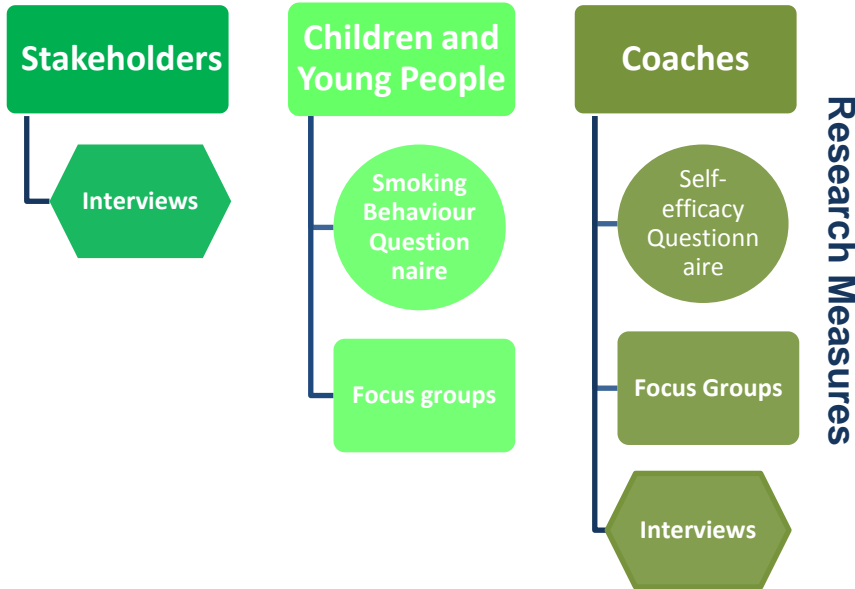 Stakeholders
Interviews
Children and
Young People
Smoking
Behaviour
Question
naire
Focus groups
Coaches
Self-
efficacy
Questionn
aire
Focus Groups
Interviews
Research Measures